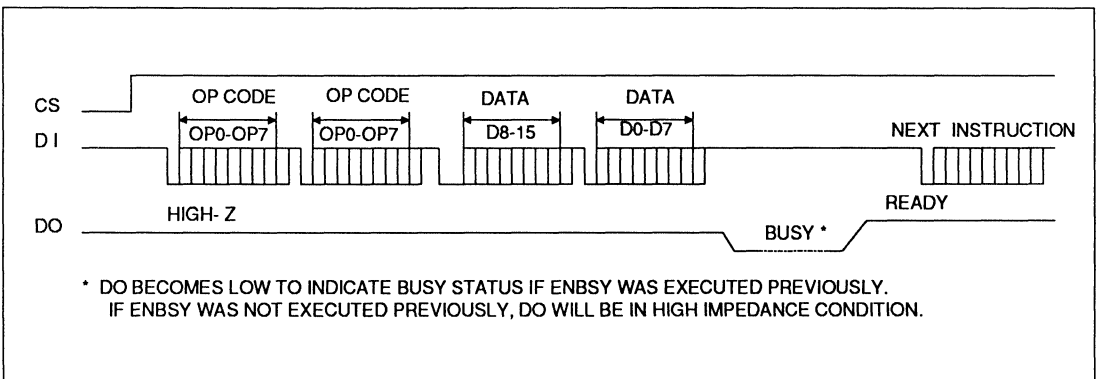 OP CODE OP CODE DATA DATA
CS
OP0-OP7 OP0-OP7 D8-15 D0-D7
DI NEXT INSTRUCTION
HIGH-Z READY
DO BUSY *
* DO BECOMES LOW TO INDICATE BUSY STATUS IF ENBSY WAS EXECUTED PREVIOUSLY.
IF ENBSY WAS NOT EXECUTED PREVIOUSLY, DO WILL BE IN HIGH IMPEDANCE CONDITION.